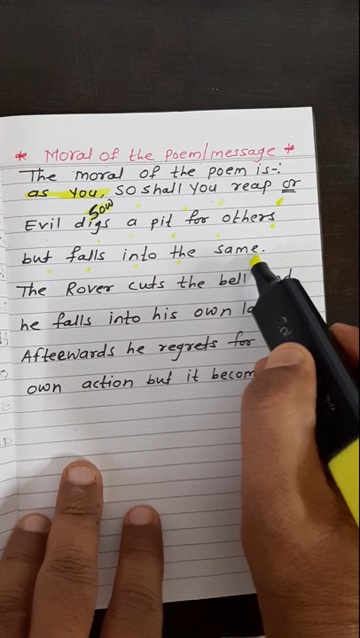 * Moral of the Poem/message *
The moral of the poem is-:
as you, so shall you reap or
sow
Evil digs a pit for others
but falls into the same.
The Rover cuts the bell
he falls into his own
Afterwards he regrets for
own action but it